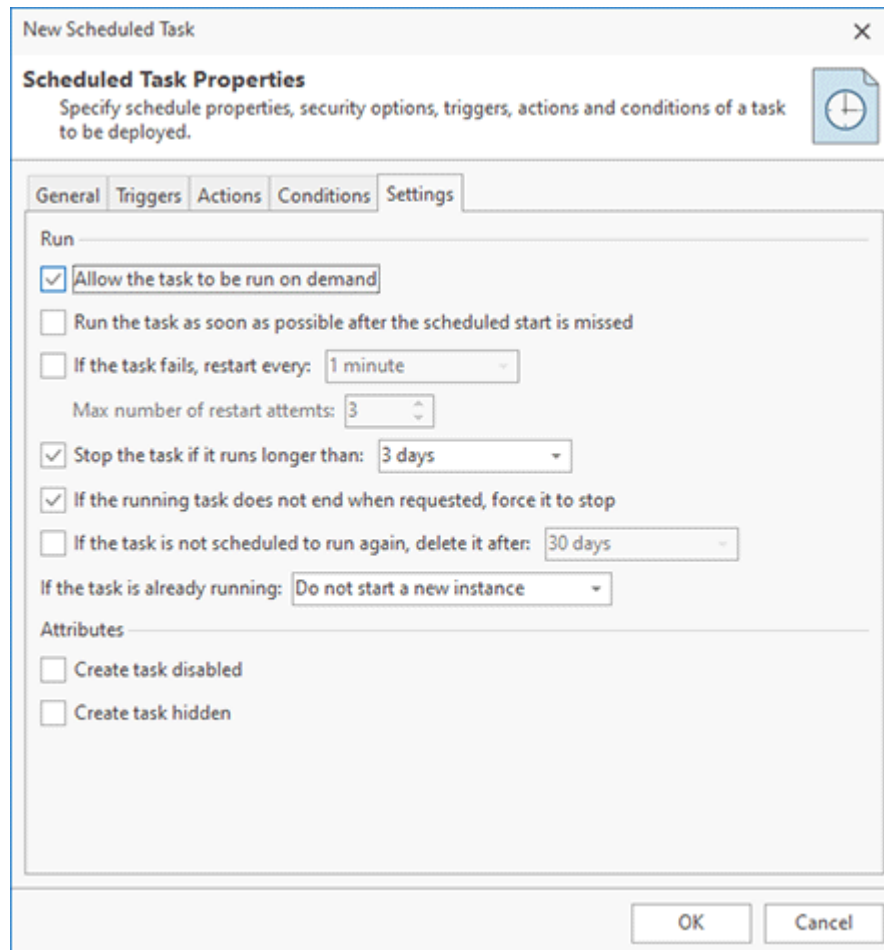 New Scheduled Task
Scheduled Task Properties
Specify schedule properties, security options, triggers, actions and conditions of a task
to be deployed.
General Triggers Actions Conditions Settings
Run
Allow the task to be run on demand
Run the task as soon as possible after the scheduled start is missed
If the task fails, restart every: 1 minute
Max number of restart attemts: 3
Stop the task if it runs longer than: 3 days
If the running task does not end when requested, force it to stop
If the task is not scheduled to run again, delete it after: 30 days
If the task is already running: Do not start a new instance
Attributes
Create task disabled
Create task hidden
OK Cancel